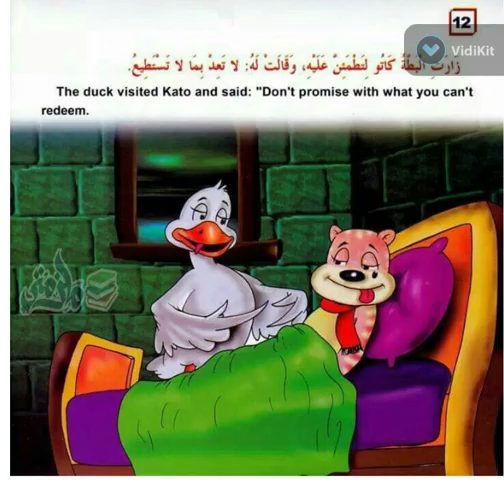 12
VidiKit
زَارَتِ الْبَطَّةُ كَاتُو لِتَطْمَئِنَّ عَلَيْهِ، وَقَالَتْ لَهُ: لَا تَعِدْ بِمَا لَا تَسْتَطِيعُ.
The duck visited Kato and said: "Don't promise with what you can't
redeem.